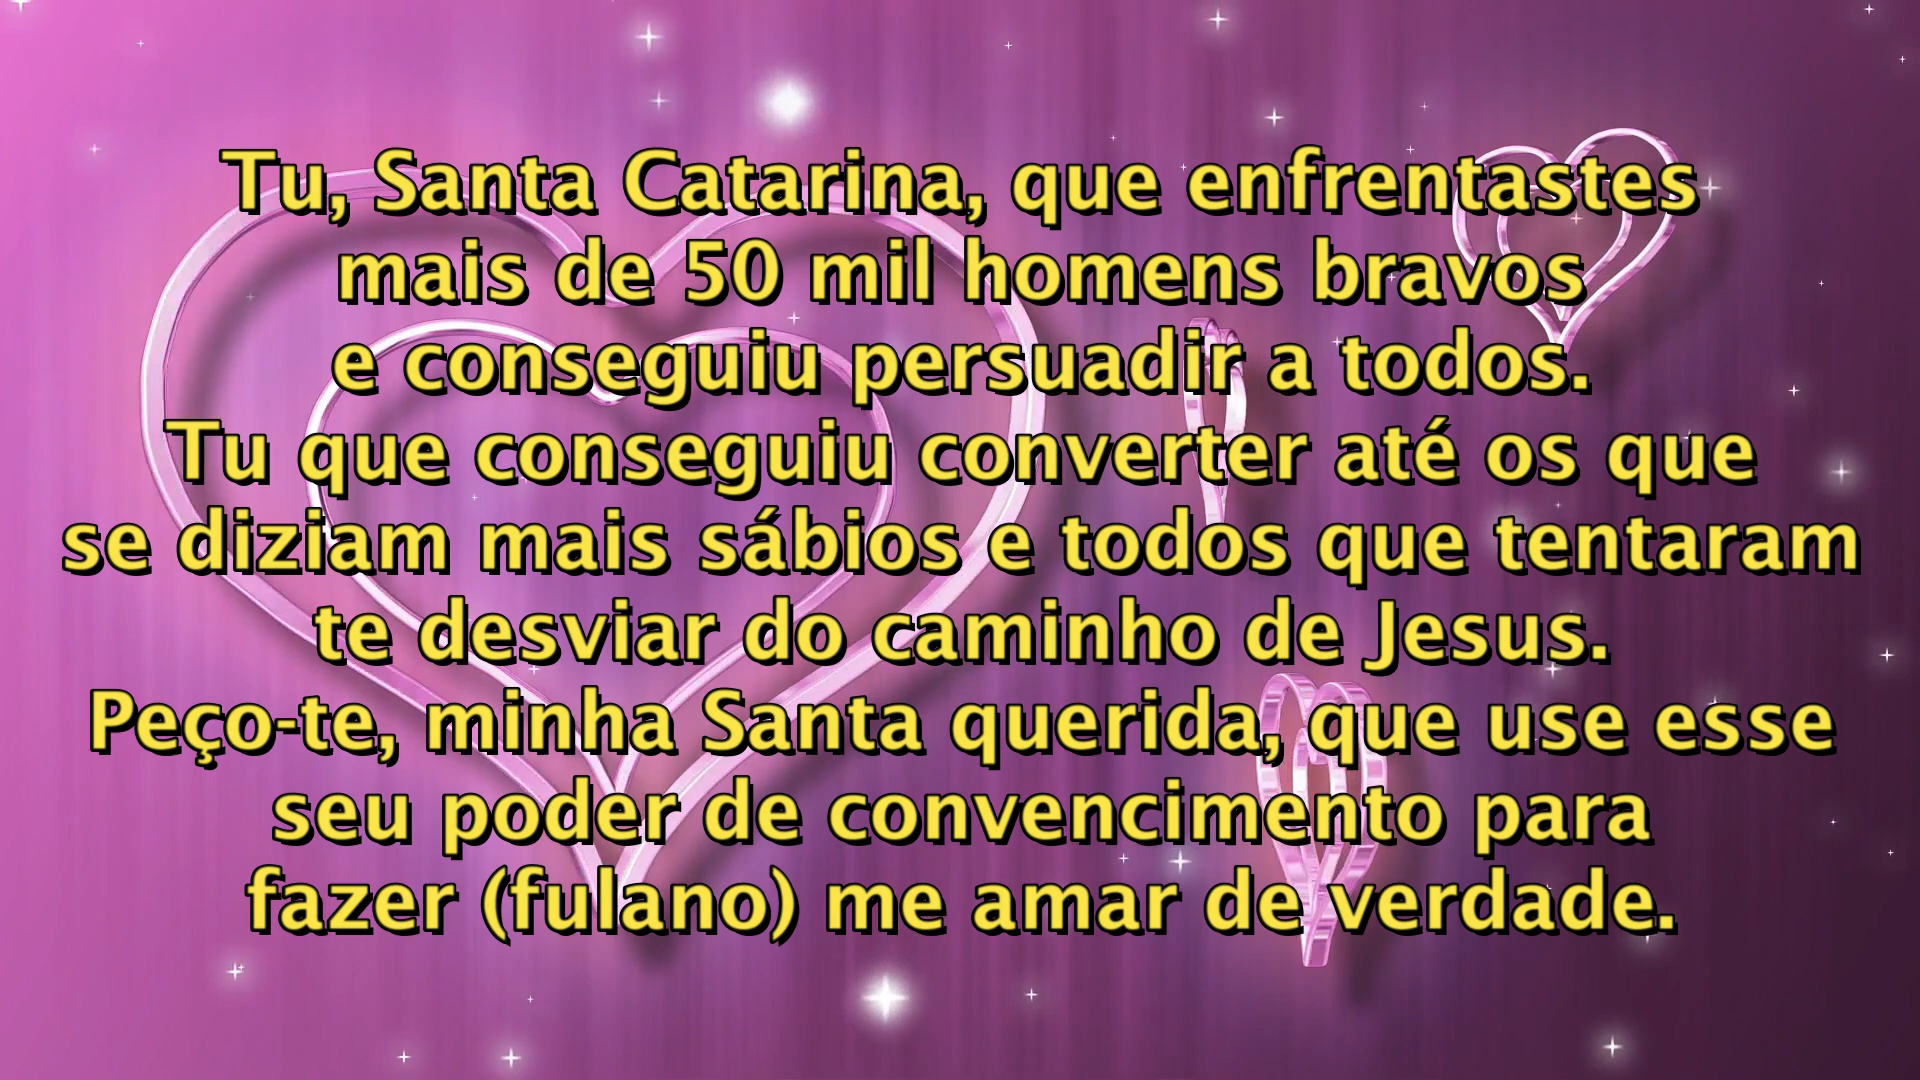 Tu, Santa Catarina, que enfrentastes
mais de 50 mil homens bravos
e conseguiu persuadir a todos.
Tu que conseguiu converter até os que
se diziam mais sábios e todos que tentaram
te desviar do caminho de Jesus.
Peço-te, minha Santa querida, que use esse
seu poder de convencimento para
fazer (fulano) me amar de verdade.